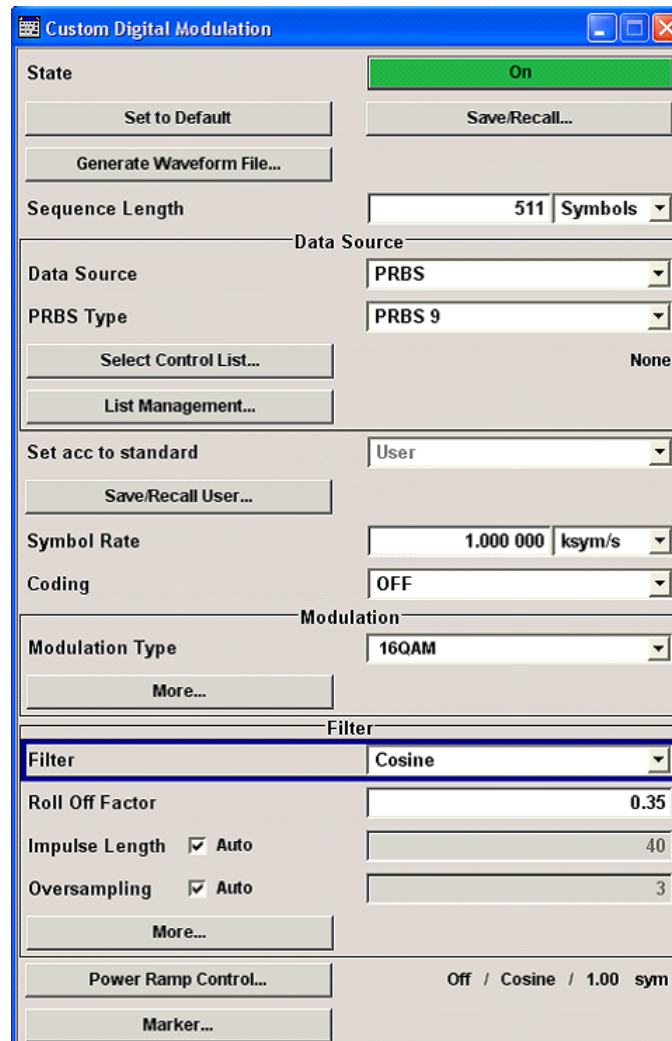 Custom Digital Modulation
State On
Set to Default Save/Recall...
Generate Waveform File...
Sequence Length 511 Symbols
Data Source
Data Source PRBS
PRBS Type PRBS 9
Select Control List... None
List Management...
Set acc to standard User
Save/Recall User...
Symbol Rate 1.000 000 ksym/s
Coding OFF
Modulation
Modulation Type 16QAM
More...
Filter
Filter Cosine
Roll Off Factor 0.35
Impulse Length Auto 40
Oversampling Auto 3
More...
Power Ramp Control... Off / Cosine / 1.00 sym
Marker...